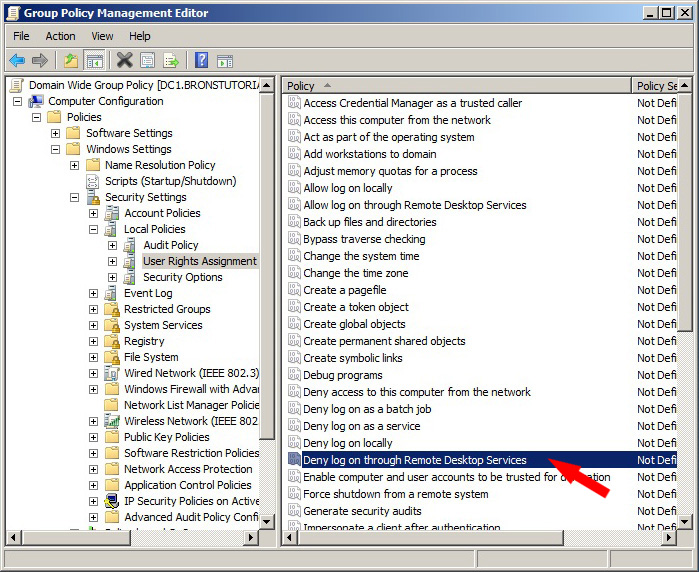 Group Policy Management Editor
File Action View Help
Domain Wide Group Policy [DC1.BRONSTUTORIA
Computer Configuration
Policies
Software Settings
Windows Settings
Name Resolution Policy
Scripts (Startup/Shutdown)
Security Settings
Account Policies
Local Policies
Audit Policy
User Rights Assignment
Security Options
Event Log
Restricted Groups
System Services
Registry
File System
Wired Network (IEEE 802.3)
Windows Firewall with Advan
Network List Manager Policie
Wireless Network (IEEE 802
Public Key Policies
Software Restriction Policies
Network Access Protection
Application Control Policies
IP Security Policies on Active
Advanced Audit Policy Confi
Policy Policy Se
Access Credential Manager as a trusted caller Not Defi
Access this computer from the network Not Defi
Act as part of the operating system Not Defi
Add workstations to domain Not Defi
Adjust memory quotas for a process Not Defi
Allow log on locally Not Defi
Allow log on through Remote Desktop Services Not Defi
Back up files and directories Not Defi
Bypass traverse checking Not Defi
Change the system time Not Defi
Change the time zone Not Defi
Create a pagefile Not Defi
Create a token object Not Defi
Create global objects Not Defi
Create permanent shared objects Not Defi
Create symbolic links Not Defi
Debug programs Not Defi
Deny access to this computer from the network Not Defi
Deny log on as a batch job Not Defi
Deny log on as a service Not Defi
Deny log on locally Not Defi
Deny log on through Remote Desktop Services Not Defi
Enable computer and user accounts to be trusted for Not Defi
Force shutdown from a remote system Not Defi
Generate security audits Not Defi
Impersonate a client after authentication Not Defi